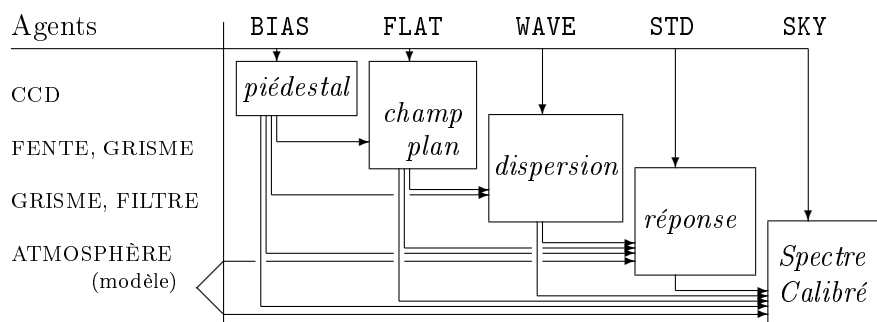 Agents BIAS FLAT WAVE STD SKY
piédestal
CCD
champ
plan
FENTE, GRISME
dispersion
GRISME, FILTRE
réponse
ATMOSPHÈRE
(modèle)
Spectre
Calibré